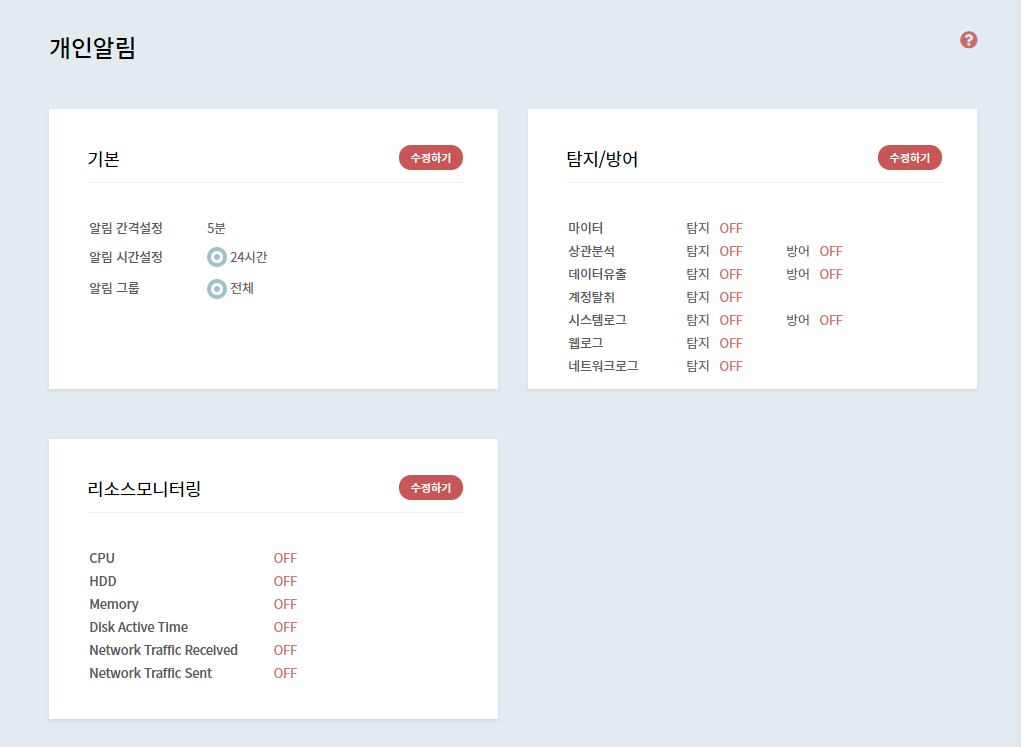 개인알림
?
기본 수정하기
알림 간격설정 5분
알림 시간설정 24시간
알림 그룹 전체
탐지/방어 수정하기
마이터 탐지 OFF
상관분석 탐지 OFF 방어 OFF
데이터유출 탐지 OFF 방어 OFF
계정탈취 탐지 OFF
시스템로그 탐지 OFF 방어 OFF
웹로그 탐지 OFF
네트워크로그 탐지 OFF
리소스모니터링 수정하기
CPU OFF
HDD OFF
Memory OFF
Disk Active Time OFF
Network Traffic Received OFF
Network Traffic Sent OFF